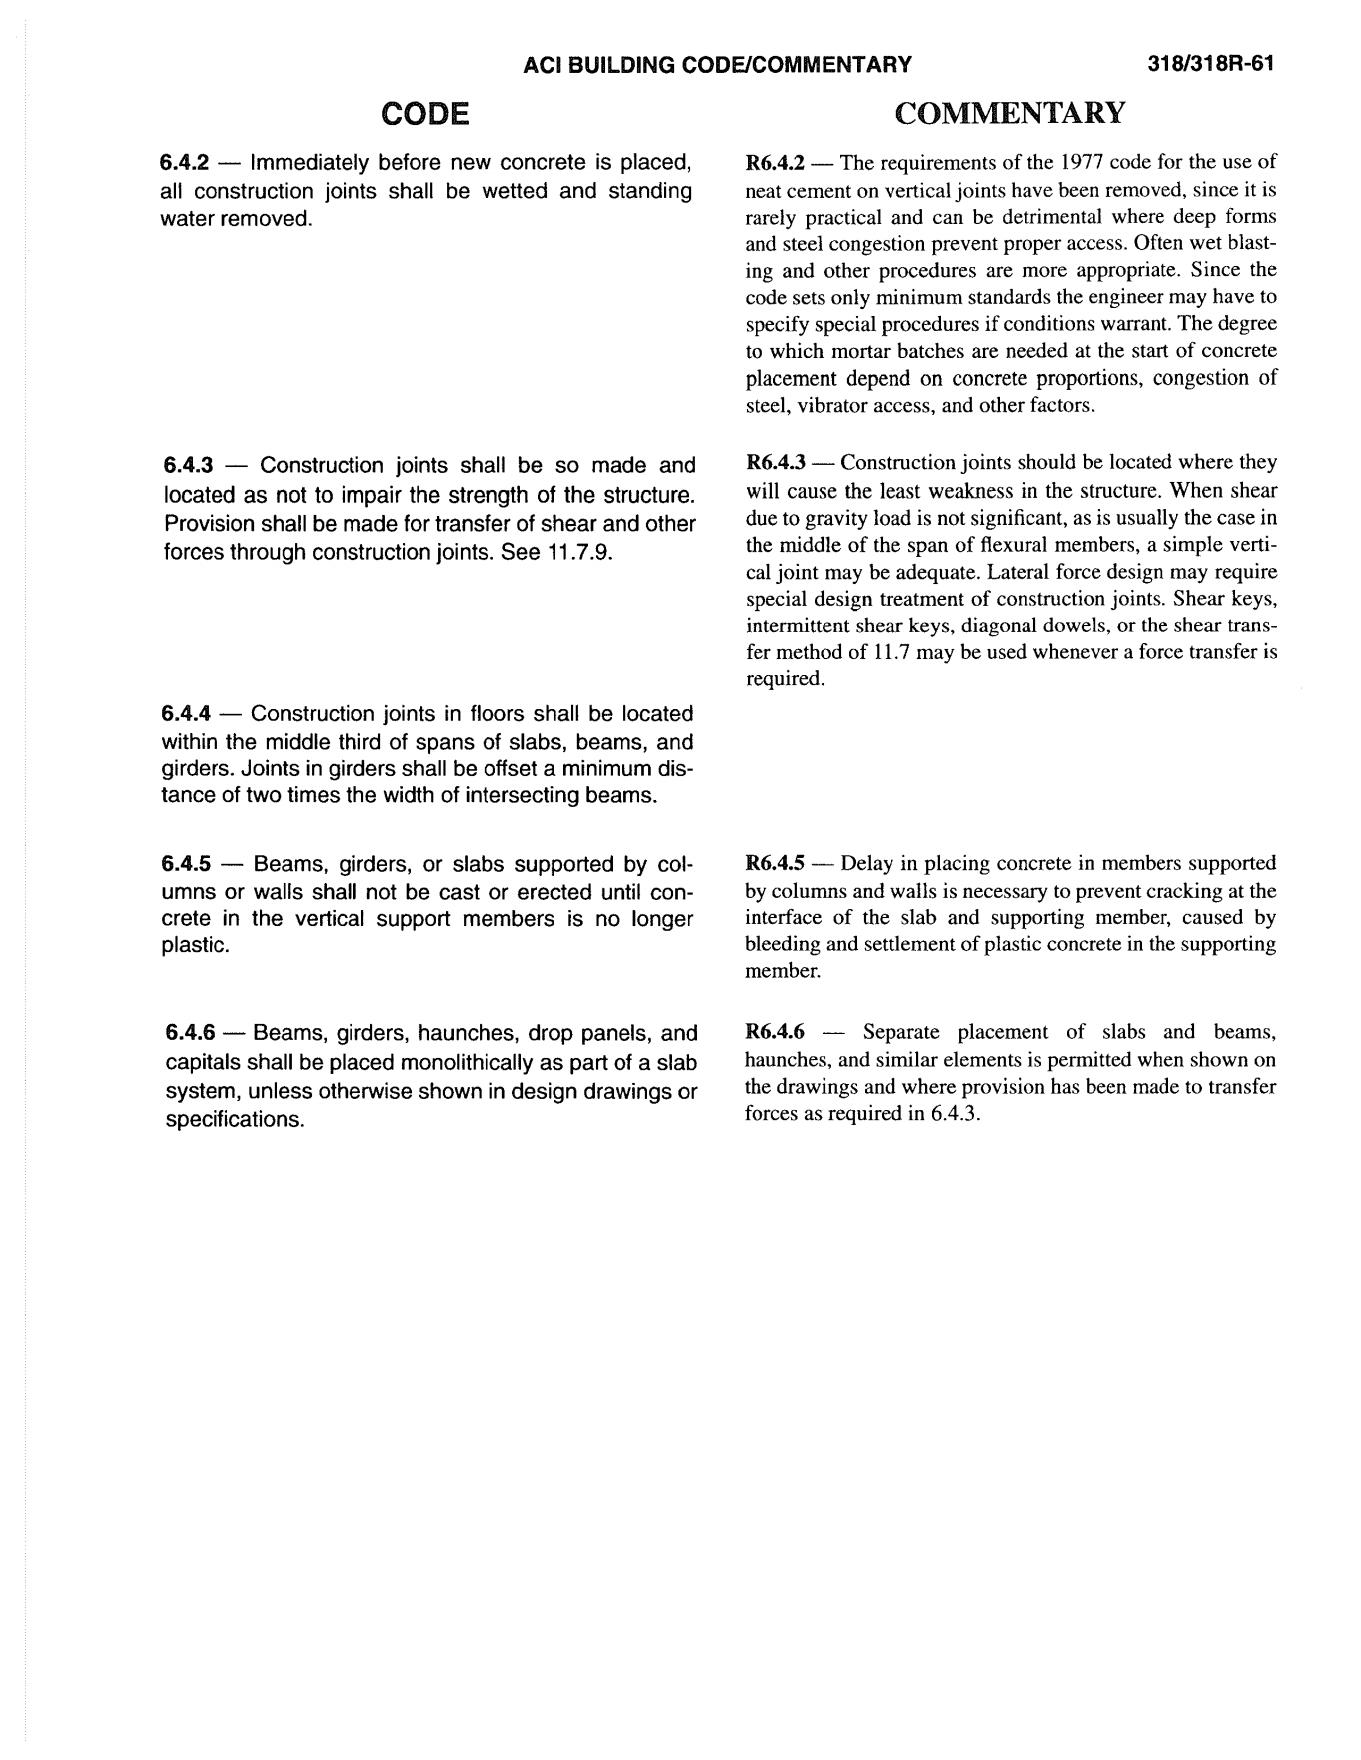 ACI BUILDING CODE/COMMENTARY
318/318R-61
CODE
6.4.2 — Immediately before new concrete is placed,
all construction joints shall be wetted and standing
water removed.
6.4.3 — Construction joints shall be so made and
located as not to impair the strength of the structure.
Provision shall be made for transfer of shear and other
forces through construction joints. See 11.7.9.
6.4.4 — Construction joints in floors shall be located
within the middle third of spans of slabs, beams, and
girders. Joints in girders shall be offset a minimum dis-
tance of two times the width of intersecting beams.
6.4.5 — Beams, girders, or slabs supported by col-
umns or walls shall not be cast or erected until con-
crete in the vertical support members is no longer
plastic.
6.4.6 — Beams, girders, haunches, drop panels, and
capitals shall be placed monolithically as part of a slab
system, unless otherwise shown in design drawings or
specifications.
COMMENTARY
R6.4.2 — The requirements of the 1977 code for the use of
neat cement on vertical joints have been removed, since it is
rarely practical and can be detrimental where deep forms
and steel congestion prevent proper access. Often wet blast-
ing and other procedures are more appropriate. Since the
code sets only minimum standards the engineer may have to
specify special procedures if conditions warrant. The degree
to which mortar batches are needed at the start of concrete
placement depend on concrete proportions, congestion of
steel, vibrator access, and other factors.
R6.4.3 — Construction joints should be located where they
will cause the least weakness in the structure. When shear
due to gravity load is not significant, as is usually the case in
the middle of the span of flexural members, a simple verti-
cal joint may be adequate. Lateral force design may require
special design treatment of construction joints. Shear keys,
intermittent shear keys, diagonal dowels, or the shear trans-
fer method of 11.7 may be used whenever a force transfer is
required.
R6.4.5 — Delay in placing concrete in members supported
by columns and walls is necessary to prevent cracking at the
interface of the slab and supporting member, caused by
bleeding and settlement of plastic concrete in the supporting
member.
R6.4.6 — Separate placement of slabs and beams,
haunches, and similar elements is permitted when shown on
the drawings and where provision has been made to transfer
forces as required in 6.4.3.